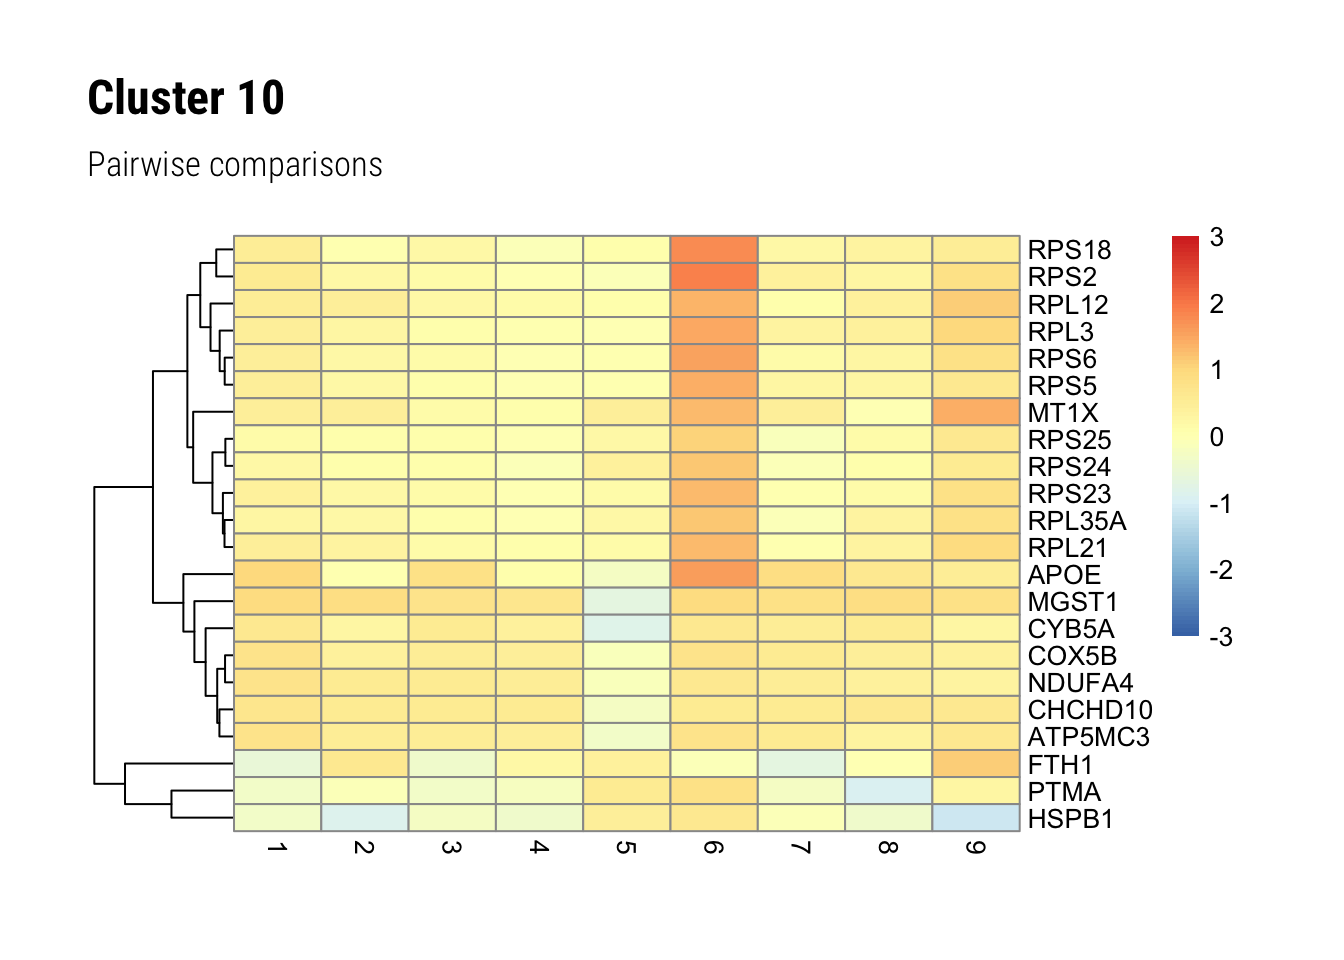 Cluster 10
Pairwise comparisons
RPS18
RPS2
RPL12
RPL3
RPS6
RPS5
MT1X
RPS25
RPS24
RPS23
RPL35A
RPL21
APOE
MGST1
CYB5A
COX5B
NDUFA4
CHCHD10
ATP5MC3
FTH1
PTMA
HSPB1
1 2 3 4 5 6 7 8 9
3
2
1
0
-1
-2
-3